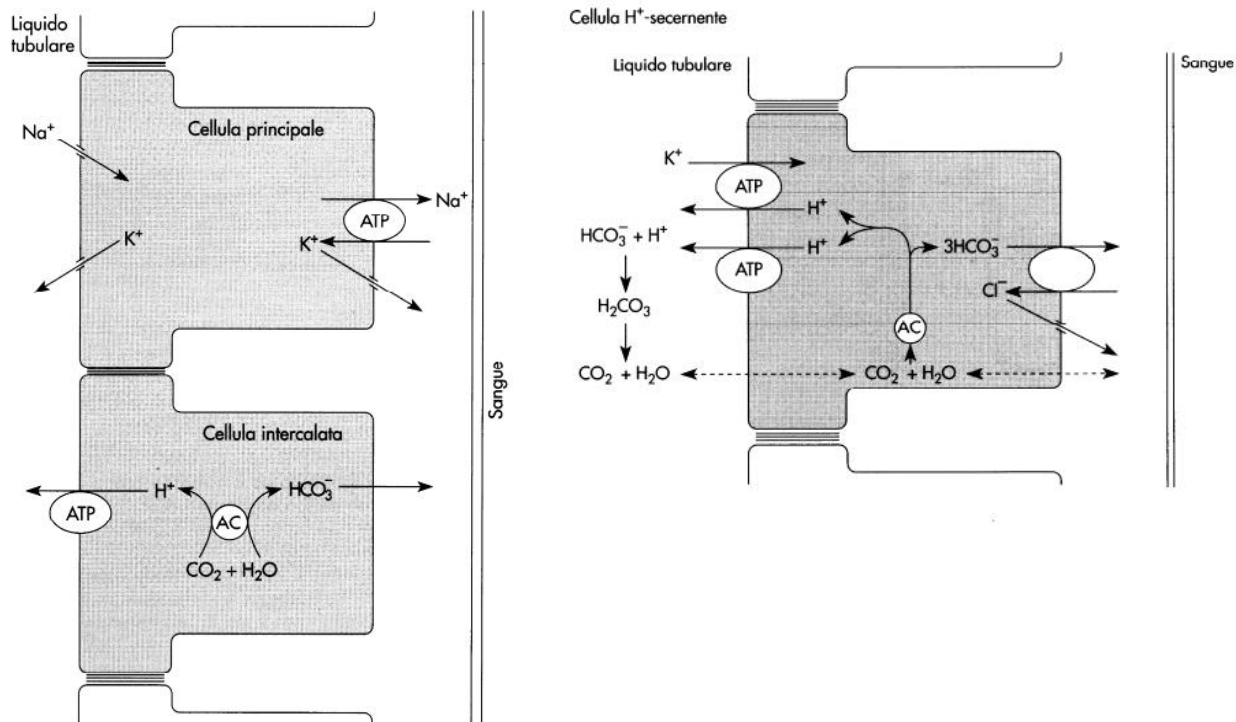 Liquido
tubulare
Na⁺
Cellula principale
Na⁺
ATP
K⁺
K⁺
Sangue
Cellula intercalata
H⁺
HCO₃⁻
ATP
AC
CO₂ + H₂O
Cellula H⁺-secernente
Liquido tubulare
Sangue
K⁺
ATP
H⁺
HCO₃⁻ + H⁺
H⁺
3HCO₃⁻
ATP
H₂CO₃
Cl⁻
AC
CO₂ + H₂O
CO₂ + H₂O